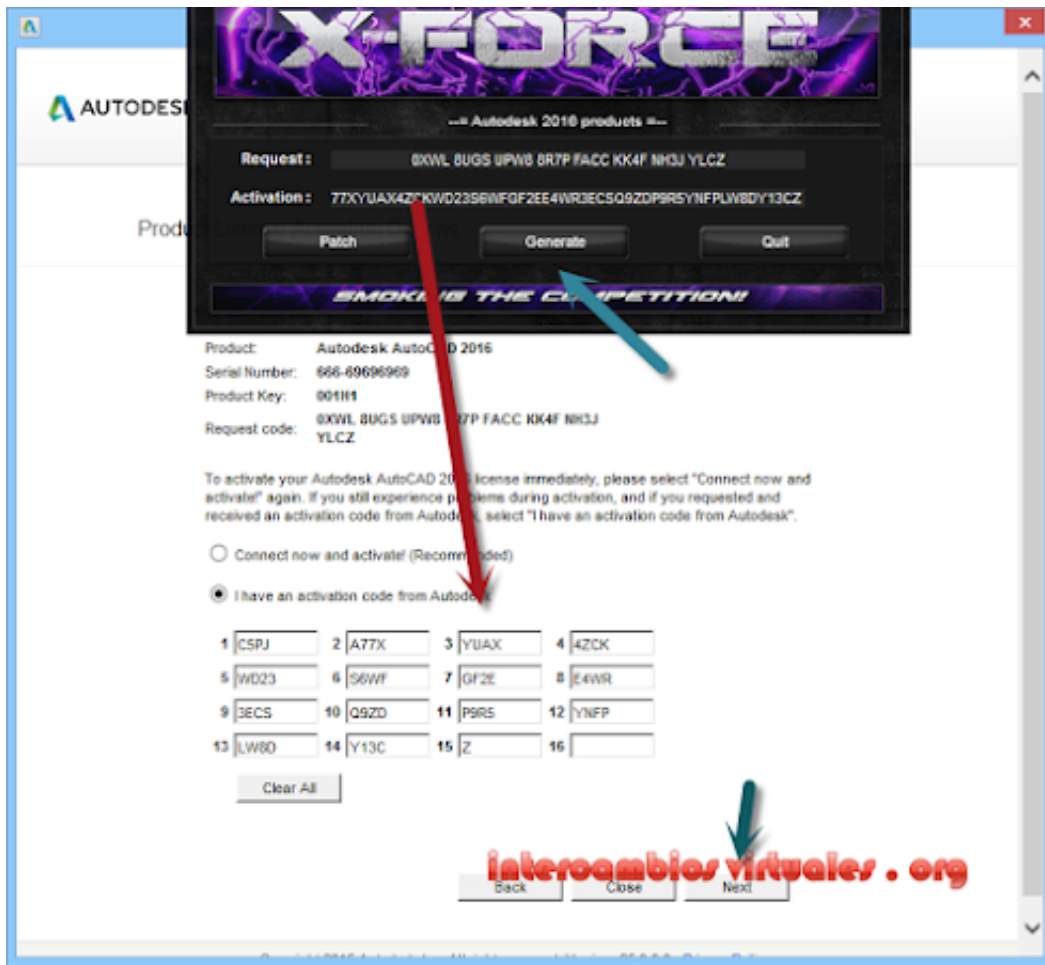 X-FORCE
AUTODES
--= Autodesk 2016 products =--
Request: 0XWL 8UGS UPW8 8R7P FACC KK4F NH3J YLCZ
Activation: 77XYUAX4ZCKWD23S6WFGF2EE4WR3ECSQ9ZDP9R5YNFPLW8DY13CZ
Produ
Patch Generate Quit
SMOKING THE COMPETITION!
Product: Autodesk AutoCAD 2016
Serial Number: 666-69696969
Product Key: 001H1
Request code: 0XWL 8UGS UPW8 8R7P FACC KK4F NH3J
YLCZ
To activate your Autodesk AutoCAD 2016 license immediately, please select "Connect now and
activate!" again. If you still experience problems during activation, and if you requested and
received an activation code from Autodesk, select "I have an activation code from Autodesk".
Connect now and activate! (Recommended)
I have an activation code from Autodesk
1 C5PJ 2 A77X 3 YUAX 4 4ZCK
5 WD23 6 S6WF 7 GF2E 8 E4WR
9 3ECS 10 Q9ZD 11 P9R5 12 YNFP
13 LW8D 14 Y13C 15 Z 16
Clear All
intercambios virtuales . org
Back Close Next